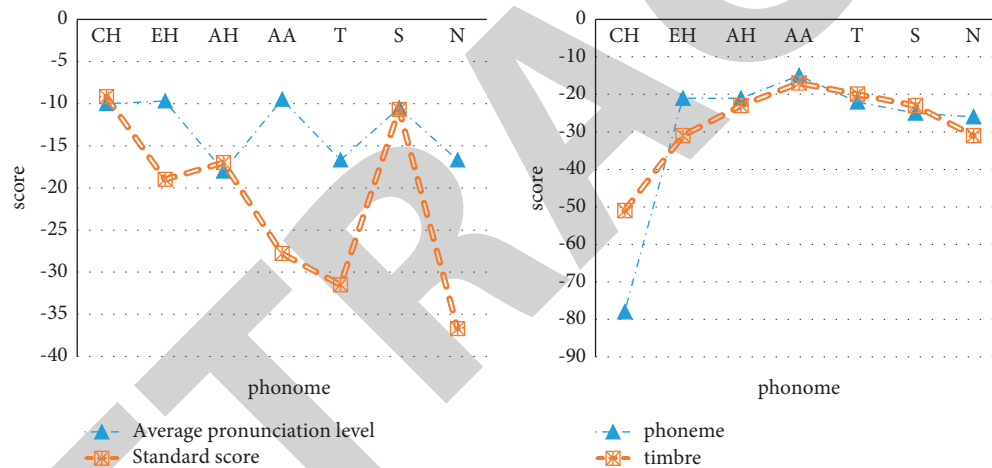 0
-5
-10
-15
-20
-25
-30
-35
-40
score
CH EH AH AA T S N
phonome
Average pronunciation level
Standard score
0
-10
-20
-30
-40
-50
-60
-70
-80
-90
score
CH EH AH AA T S N
phonome
phoneme
timbre
TRAC